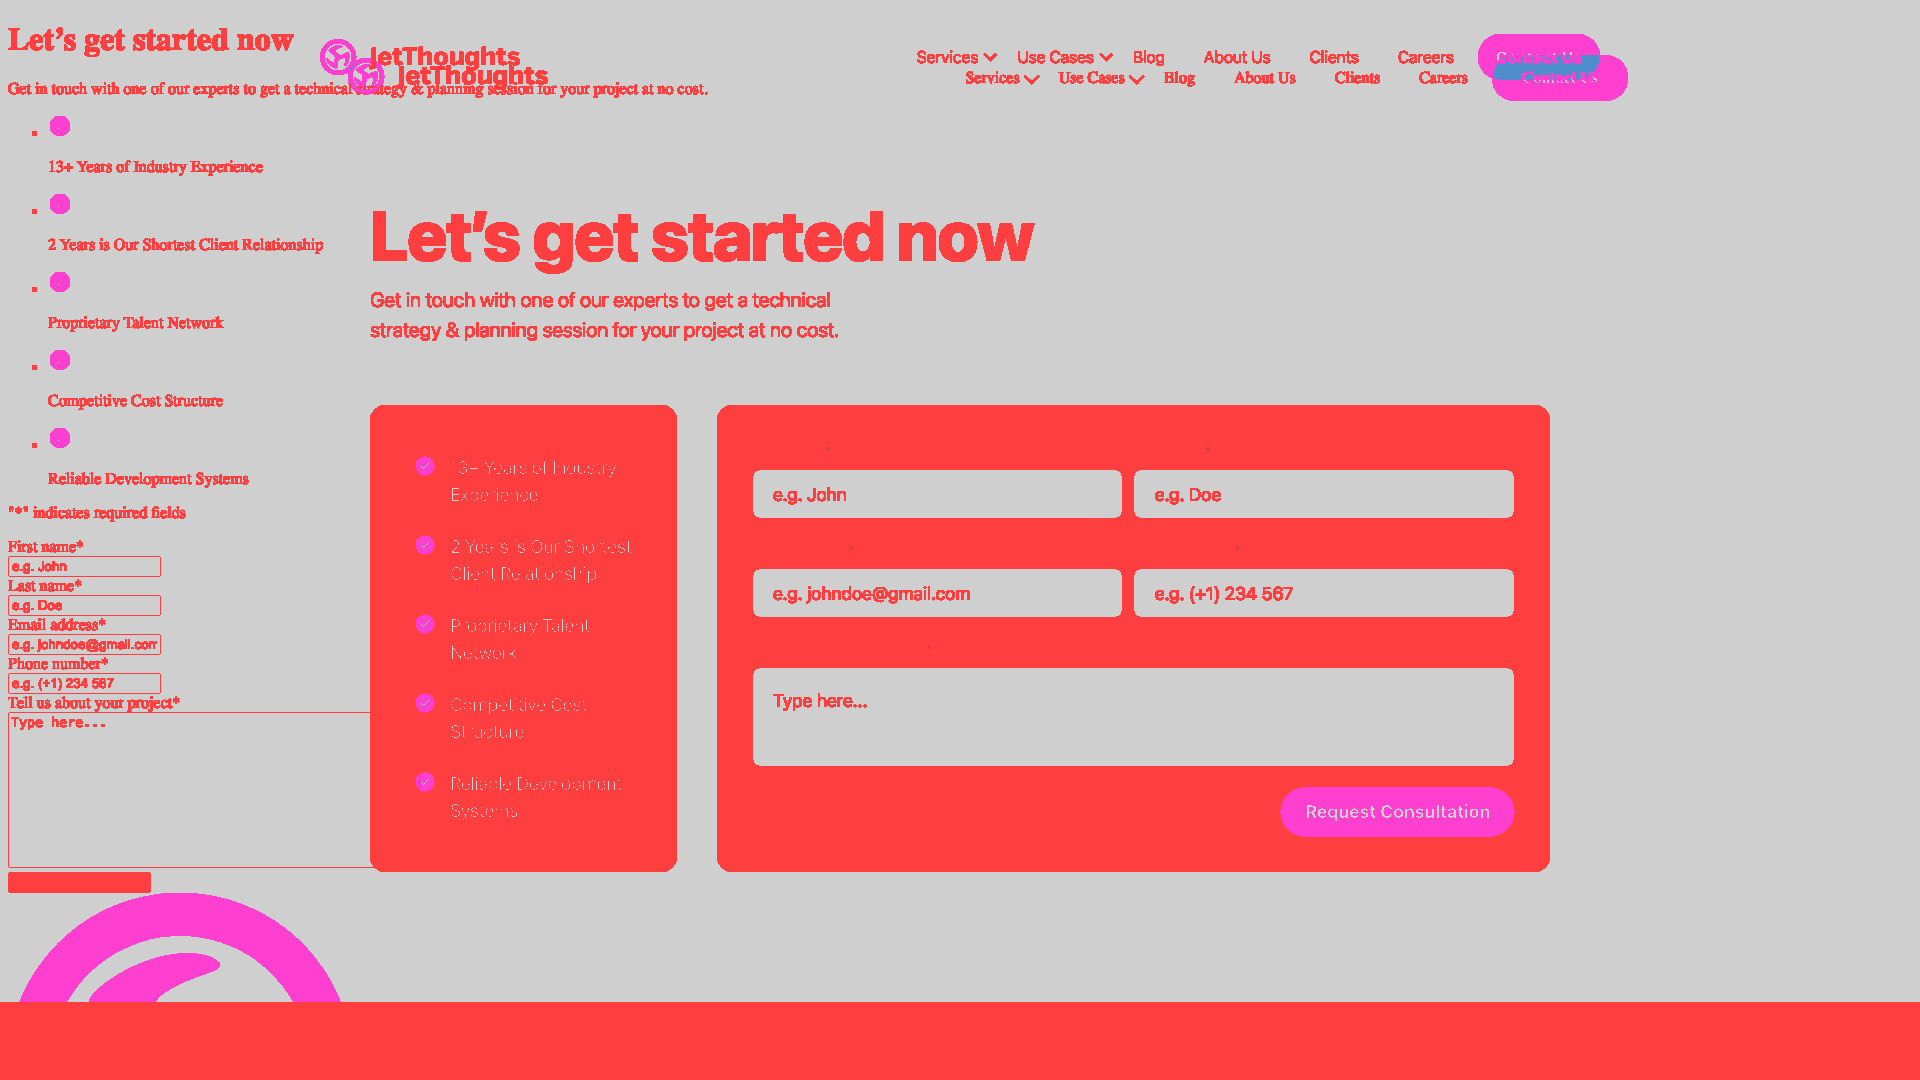 Let's get started now
JetThoughts
Services
Use Cases
Blog
About Us
Clients
Careers
Contact Us
JetThoughts
Services
Use Cases
Blog
About Us
Clients
Careers
Contact Us
Get in touch with one of our experts to get a technical strategy & planning session for your project at no cost.
13+ Years of Industry Experience
2 Years is Our Shortest Client Relationship
Proprietary Talent Network
Competitive Cost Structure
Reliable Development Systems
"*" indicates required fields
First name*
e.g. John
Last name*
e.g. Doe
Email address*
e.g. johndoe@gmail.com
Phone number*
e.g. (+1) 234 567
Tell us about your project*
Type here...
Let's get started now
Get in touch with one of our experts to get a technical
strategy & planning session for your project at no cost.
13+ Years of Industry
Experience
2 Years is Our Shortest
Client Relationship
Proprietary Talent
Network
Competitive Cost
Structure
Reliable Development
Systems
e.g. John
e.g. Doe
e.g. johndoe@gmail.com
e.g. (+1) 234 567
Type here...
Request Consultation